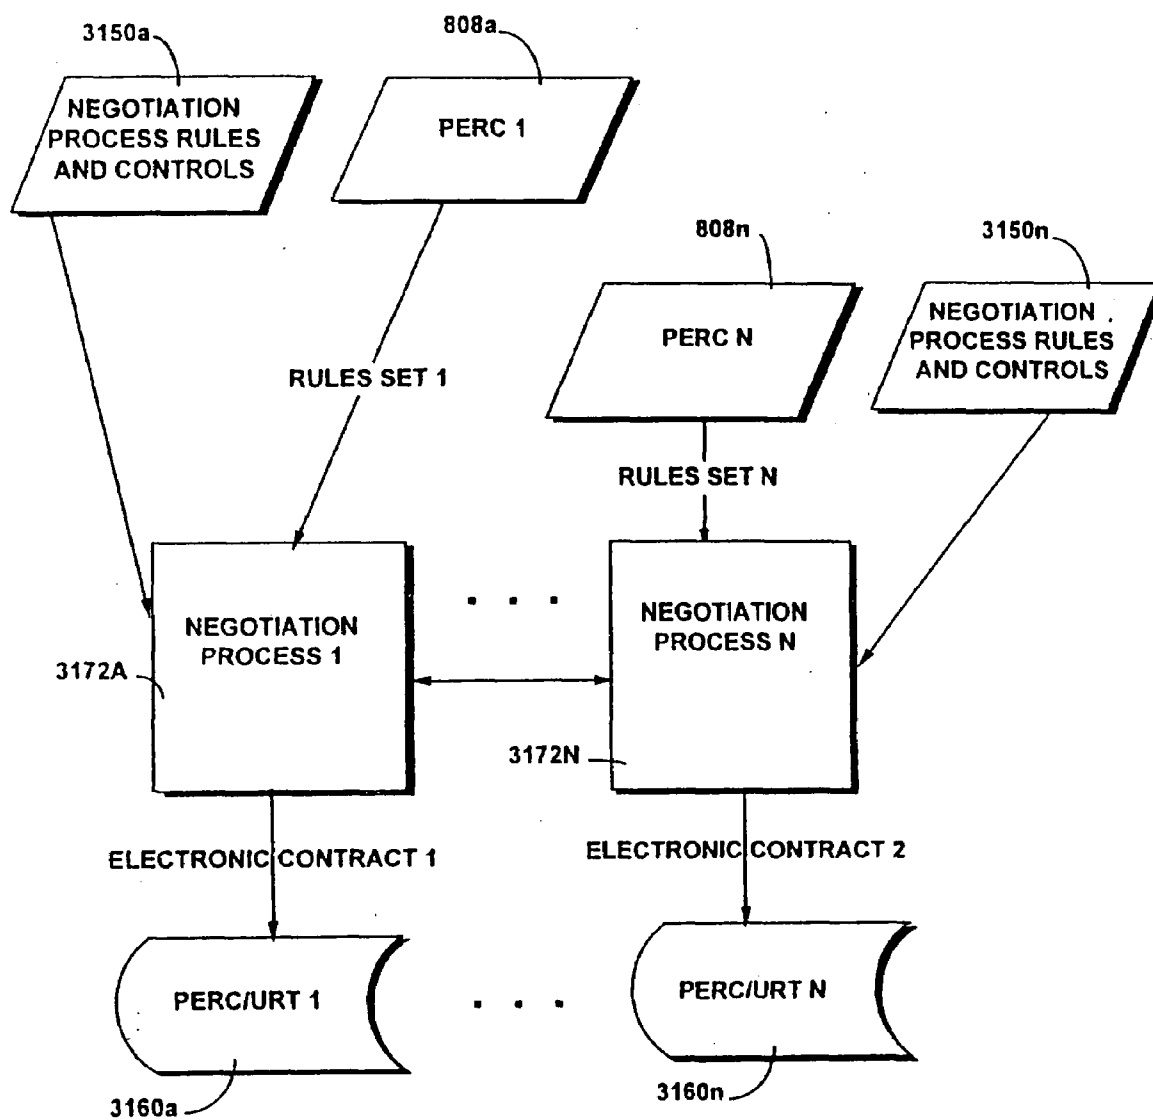 3150a
808a
NEGOTIATION
PROCESS RULES
AND CONTROLS
PERC 1
808n
3150n
PERC N
NEGOTIATION
PROCESS RULES
AND CONTROLS
RULES SET 1
RULES SET N
NEGOTIATION
PROCESS 1
. . .
NEGOTIATION
PROCESS N
3172A
3172N
ELECTRONIC CONTRACT 1
ELECTRONIC CONTRACT 2
PERC/URT 1
. . .
PERC/URT N
3160a
3160n